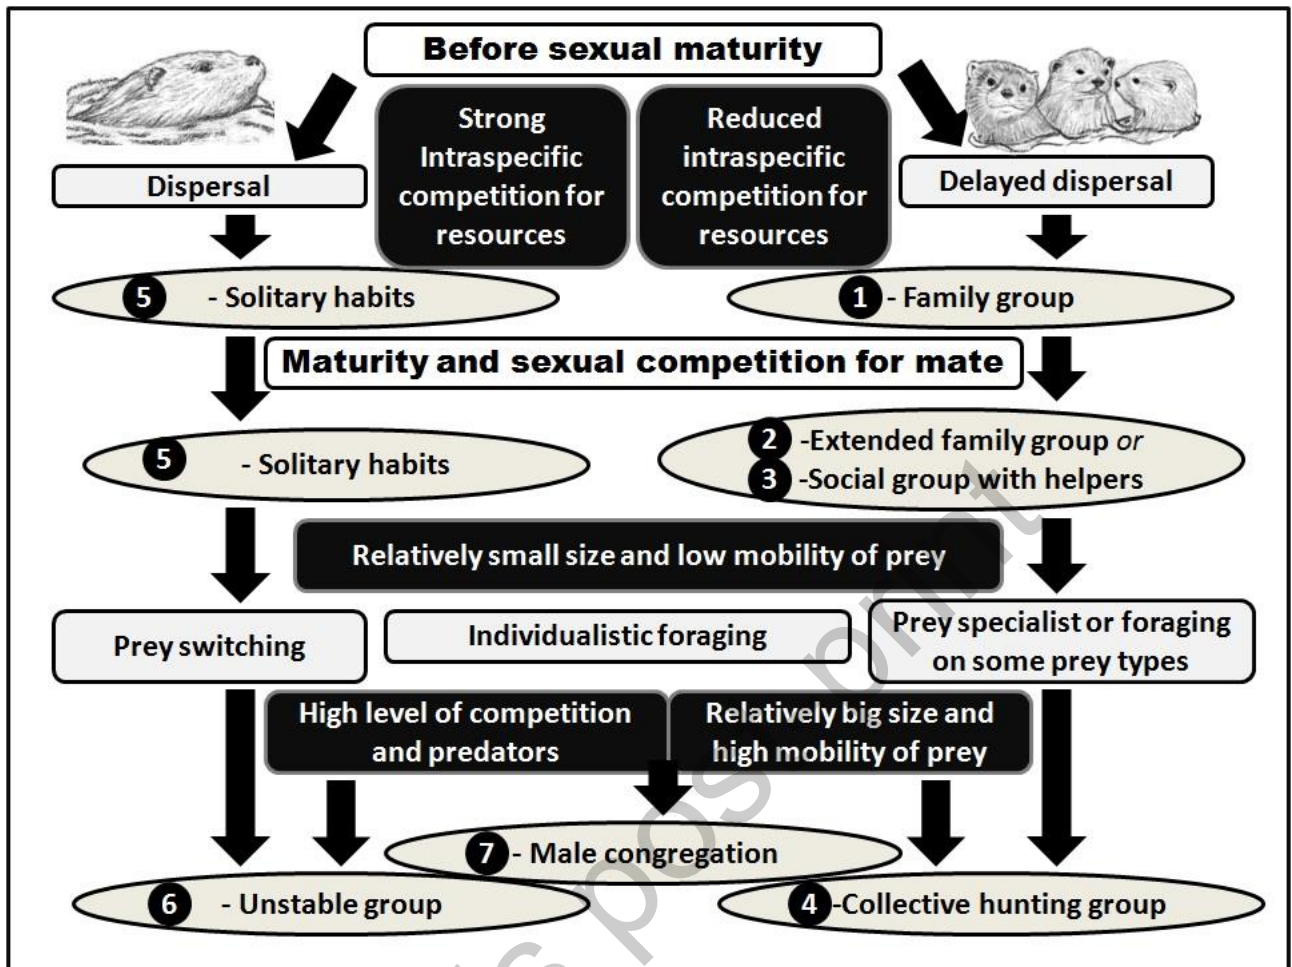 Before sexual maturity
Strong
Intraspecific
competition for
resources
Reduced
intraspecific
competition for
resources
Dispersal
Delayed dispersal
5 - Solitary habits
1 - Family group
Maturity and sexual competition for mate
5 - Solitary habits
2 -Extended family group or
3 -Social group with helpers
Relatively small size and low mobility of prey
Prey switching
Individualistic foraging
Prey specialist or foraging
on some prey types
High level of competition
and predators
Relatively big size and
high mobility of prey
7 - Male congregation
6 - Unstable group
4 -Collective hunting group
s post print